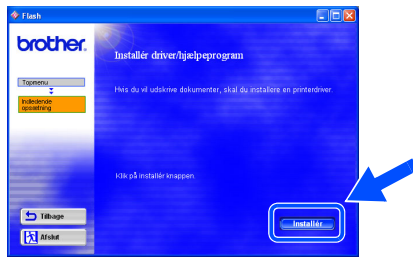 Flash
brother.
Installér driver/hjælpeprogram
Topmenu
Hvis du vil udskrive dokumenter, skal du installere en printerdriver.
Indledende
opsætning
Klik på Installér knappen.
Tilbage
Installér
Afslut